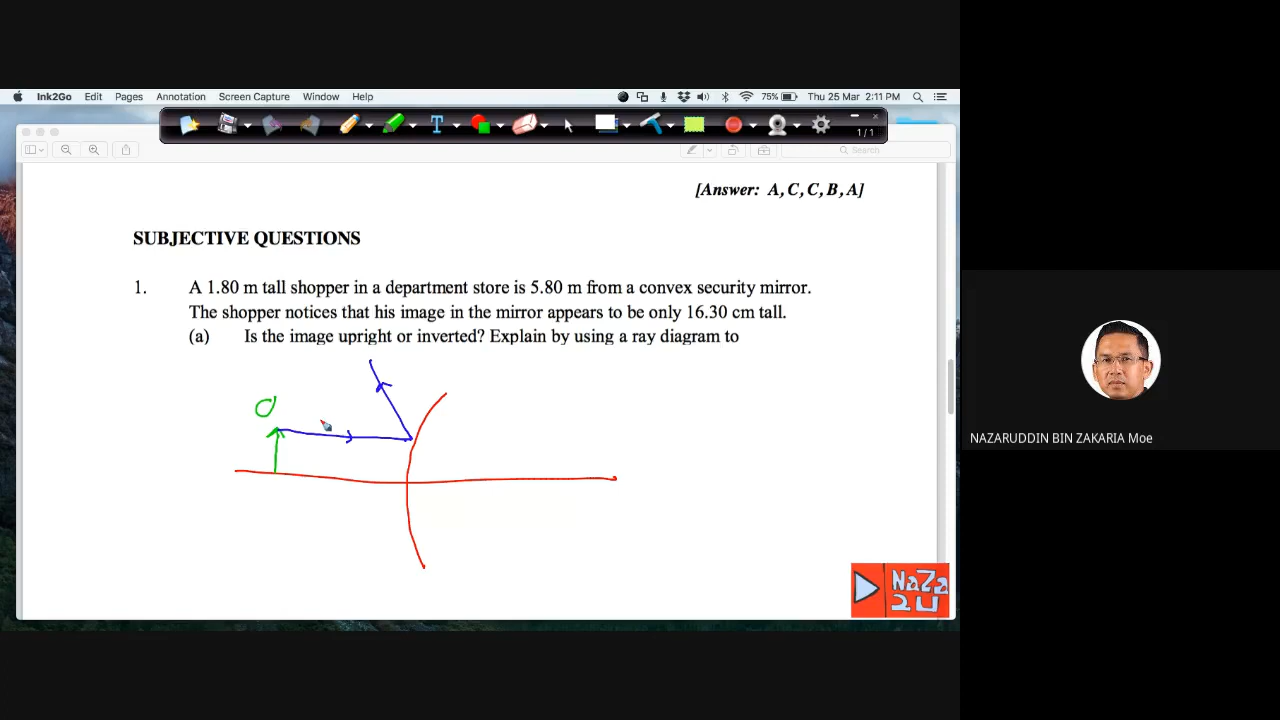 Ink2Go Edit Pages Annotation Screen Capture Window Help 75% Thu 25 Mar 2:11 PM
T
1/1
Search
[Answer: A, C, C, B, A]
SUBJECTIVE QUESTIONS
1. A 1.80 m tall shopper in a department store is 5.80 m from a convex security mirror.
The shopper notices that his image in the mirror appears to be only 16.30 cm tall.
(a) Is the image upright or inverted? Explain by using a ray diagram to
O
NaZa
2U
NAZARUDDIN BIN ZAKARIA Moe